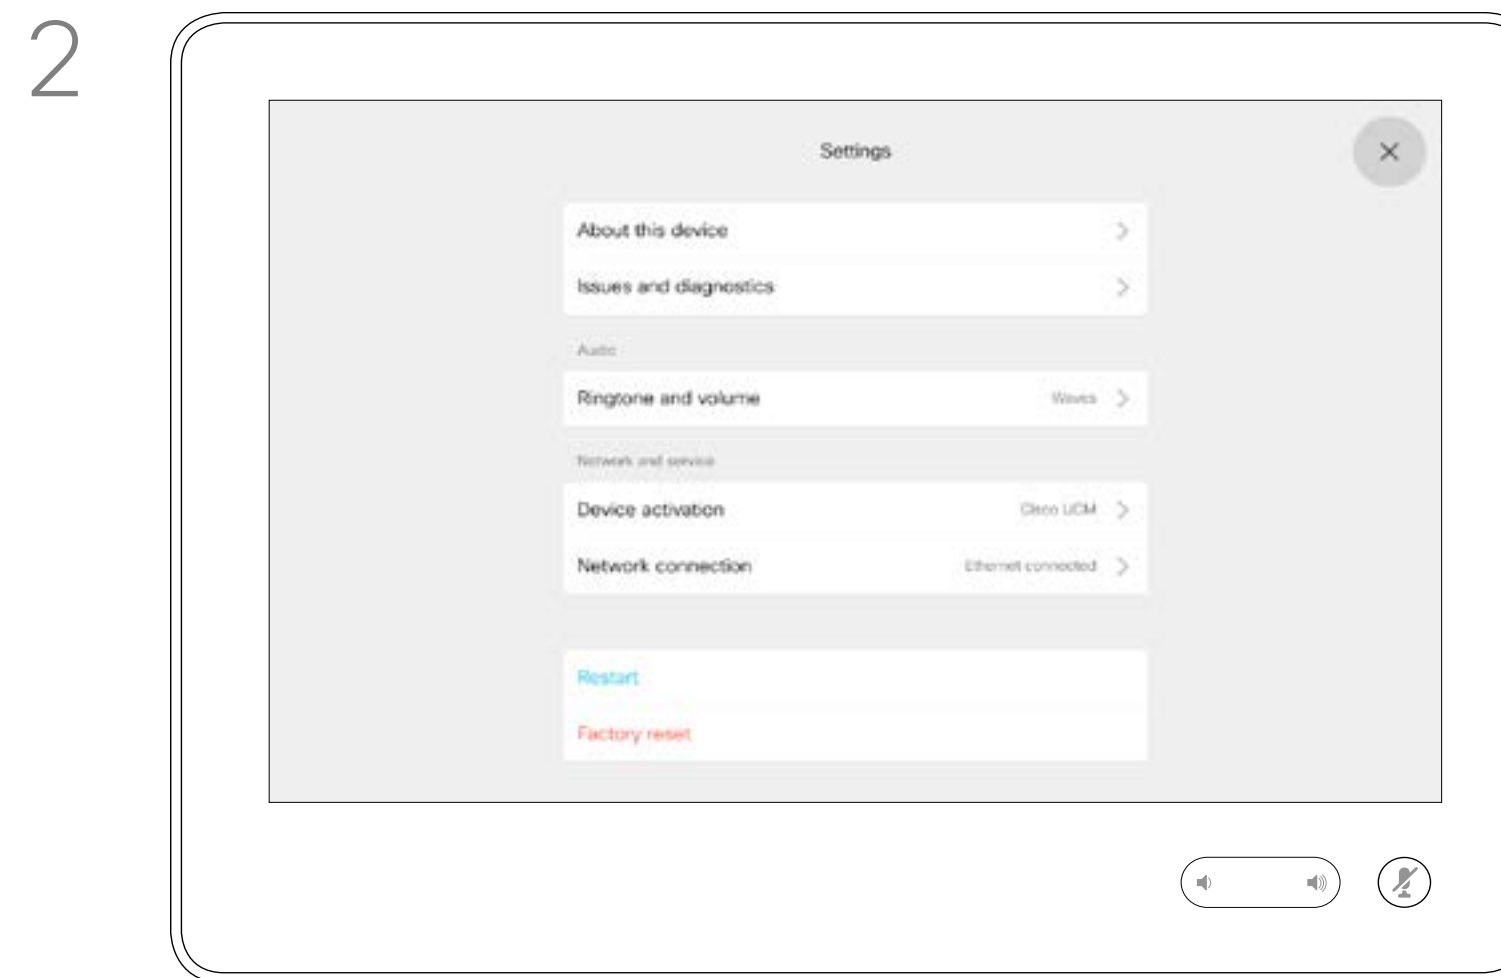 2
Settings
About this device
Issues and diagnostics
Audio
Ringtone and volume Waves
Network and service
Device activation Cisco UCM
Network connection Ethernet connected
Restart
Factory reset